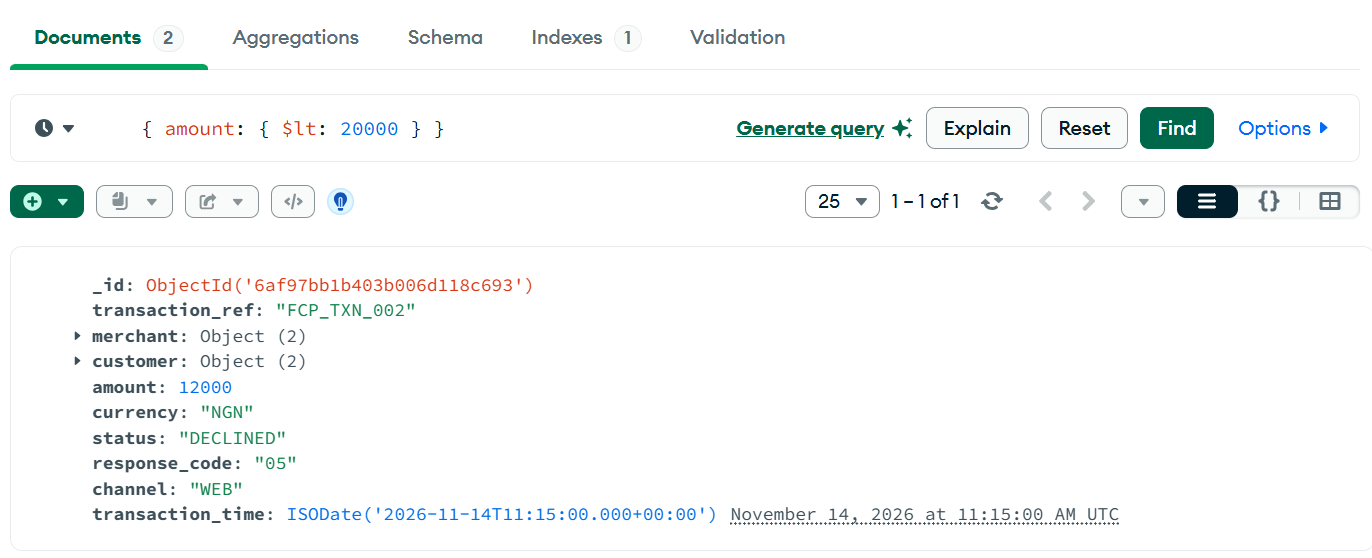 Documents 2 Aggregations Schema Indexes 1 Validation
{ amount: { $lt: 20000 } } Generate query Explain Reset Find Options
</> 25 1 – 1 of 1 {}
_id: ObjectId('6af97bb1b403b006d118c693')
transaction_ref: "FCP_TXN_002"
merchant: Object (2)
customer: Object (2)
amount: 12000
currency: "NGN"
status: "DECLINED"
response_code: "05"
channel: "WEB"
transaction_time: ISODate('2026-11-14T11:15:00.000+00:00') November 14, 2026 at 11:15:00 AM UTC